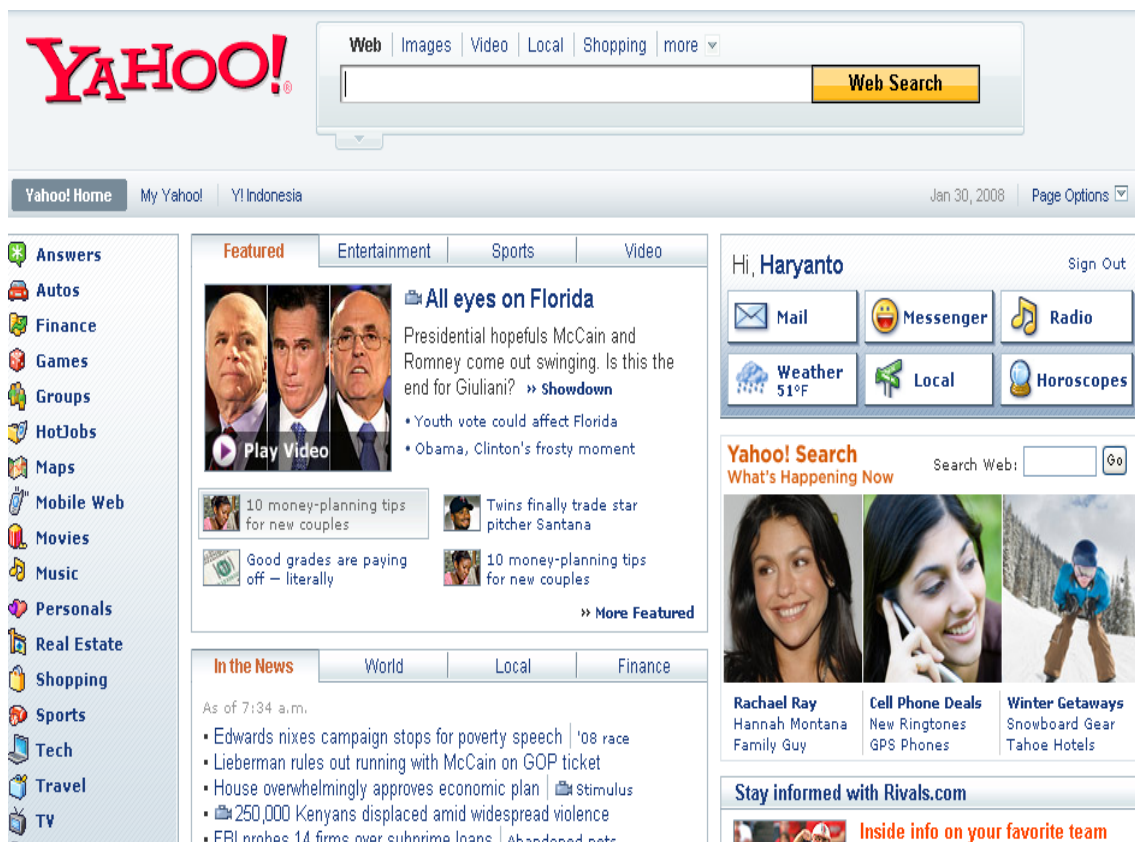 YAHOO!®
Web | Images | Video | Local | Shopping | more
Web Search
Yahoo! Home
My Yahoo! | Y! Indonesia
Jan 30, 2008 | Page Options
Answers
Autos
Finance
Games
Groups
HotJobs
Maps
Mobile Web
Movies
Music
Personals
Real Estate
Shopping
Sports
Tech
Travel
TV
Featured | Entertainment | Sports | Video
Play Video
All eyes on Florida
Presidential hopefuls McCain and
Romney come out swinging. Is this the
end for Giuliani? » Showdown
• Youth vote could affect Florida
• Obama, Clinton's frosty moment
10 money-planning tips
for new couples
Twins finally trade star
pitcher Santana
Good grades are paying
off — literally
10 money-planning tips
for new couples
» More Featured
In the News | World | Local | Finance
As of 7:34 a.m.
• Edwards nixes campaign stops for poverty speech | '08 race
• Lieberman rules out running with McCain on GOP ticket
• House overwhelmingly approves economic plan | Stimulus
• 250,000 Kenyans displaced amid widespread violence
• FBI probes 14 firms over subprime loans | Abandoned pets
Hi, Haryanto
Sign Out
Mail
Messenger
Radio
Weather
51°F
Local
Horoscopes
Yahoo! Search
What's Happening Now
Search Web:
Go
Rachael Ray
Hannah Montana
Family Guy
Cell Phone Deals
New Ringtones
GPS Phones
Winter Getaways
Snowboard Gear
Tahoe Hotels
Stay informed with Rivals.com
Inside info on your favorite team